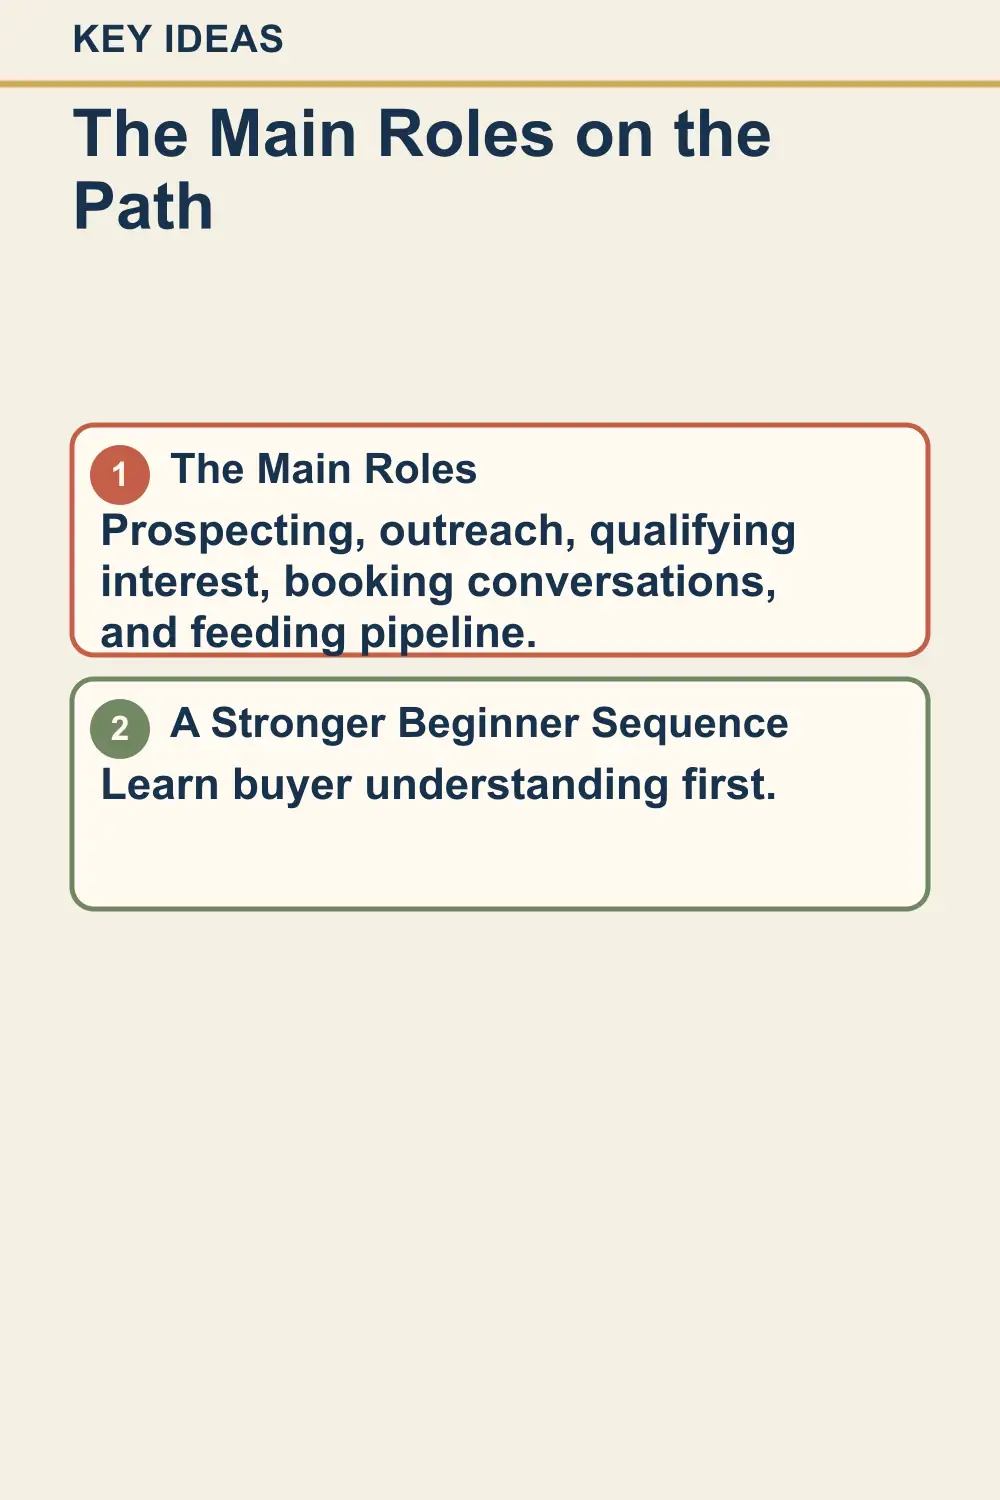 KEY IDEAS
The Main Roles on the
Path
1 The Main Roles
Prospecting, outreach, qualifying
interest, booking conversations,
and feeding pipeline.
2 A Stronger Beginner Sequence
Learn buyer understanding first.